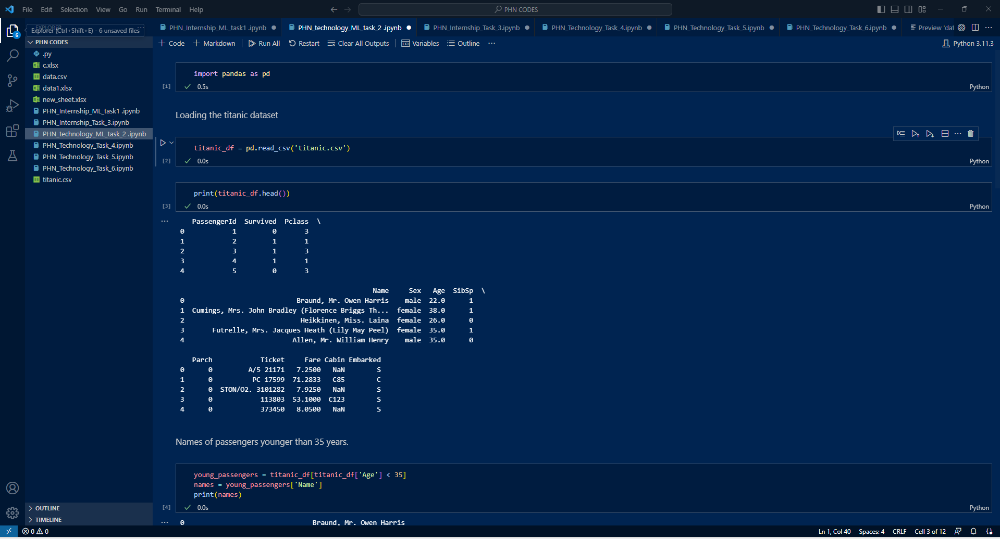 File Edit Selection View Go Run Terminal Help
PHN CODES
Explorer (Ctrl+Shift+E) - 6 unsaved files
6
PHN CODES
.py
c.xlsx
data.csv
data1.xlsx
new_sheet.xlsx
PHN_Internship_ML_task1 .ipynb
PHN_Internship_Task_3.ipynb
PHN_technology_ML_task_2 .ipynb
PHN_Technology_Task_4.ipynb
PHN_Technology_Task_5.ipynb
PHN_Technology_Task_6.ipynb
titanic.csv
OUTLINE
TIMELINE
PHN_Internship_ML_task1 .ipynb PHN_technology_ML_task_2 .ipynb PHN_Internship_Task_3.ipynb PHN_Technology_Task_4.ipynb PHN_Technology_Task_5.ipynb PHN_Technology_Task_6.ipynb Preview 'dat
+ Code + Markdown Run All Restart Clear All Outputs Variables Outline ... Python 3.11.3
import pandas as pd
[1] 0.5s Python
Loading the titanic dataset
titanic_df = pd.read_csv('titanic.csv')
[2] 0.0s Python
print(titanic_df.head())
[3] 0.0s Python
PassengerId Survived Pclass \
0 1 0 3
1 2 1 1
2 3 1 3
3 4 1 1
4 5 0 3
Name Sex Age SibSp \
0 Braund, Mr. Owen Harris male 22.0 1
1 Cumings, Mrs. John Bradley (Florence Briggs Th... female 38.0 1
2 Heikkinen, Miss. Laina female 26.0 0
3 Futrelle, Mrs. Jacques Heath (Lily May Peel) female 35.0 1
4 Allen, Mr. William Henry male 35.0 0
Parch Ticket Fare Cabin Embarked
0 0 A/5 21171 7.2500 NaN S
1 0 PC 17599 71.2833 C85 C
2 0 STON/O2. 3101282 7.9250 NaN S
3 0 113803 53.1000 C123 S
4 0 373450 8.0500 NaN S
Names of passengers younger than 35 years.
young_passengers = titanic_df[titanic_df['Age'] < 35]
names = young_passengers['Name']
print(names)
[4] 0.0s Python
0 Braund, Mr. Owen Harris
0 0 Ln 1, Col 40 Spaces: 4 CRLF Cell 3 of 12